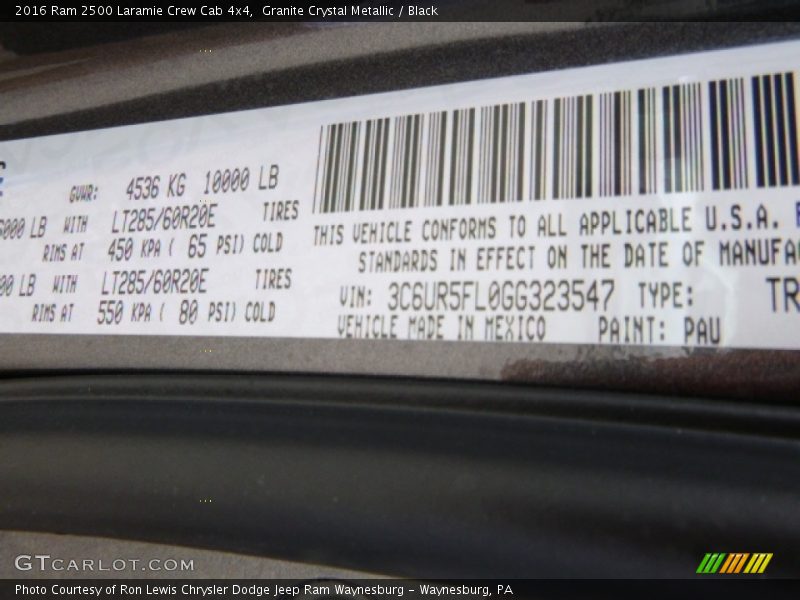 2016 Ram 2500 Laramie Crew Cab 4x4,  Granite Crystal Metallic / Black
GVWR: 4536 KG 10000 LB
LB WITH LT285/60R20E TIRES
RIMS AT 450 KPA ( 65 PSI) COLD
LB WITH LT285/60R20E TIRES
RIMS AT 550 KPA ( 80 PSI) COLD
THIS VEHICLE CONFORMS TO ALL APPLICABLE U.S.A.
STANDARDS IN EFFECT ON THE DATE OF MANUFA
VIN: 3C6UR5FL0GG323547 TYPE: TR
VEHICLE MADE IN MEXICO PAINT: PAU
GTCARLOT.COM
Photo Courtesy of Ron Lewis Chrysler Dodge Jeep Ram Waynesburg - Waynesburg, PA